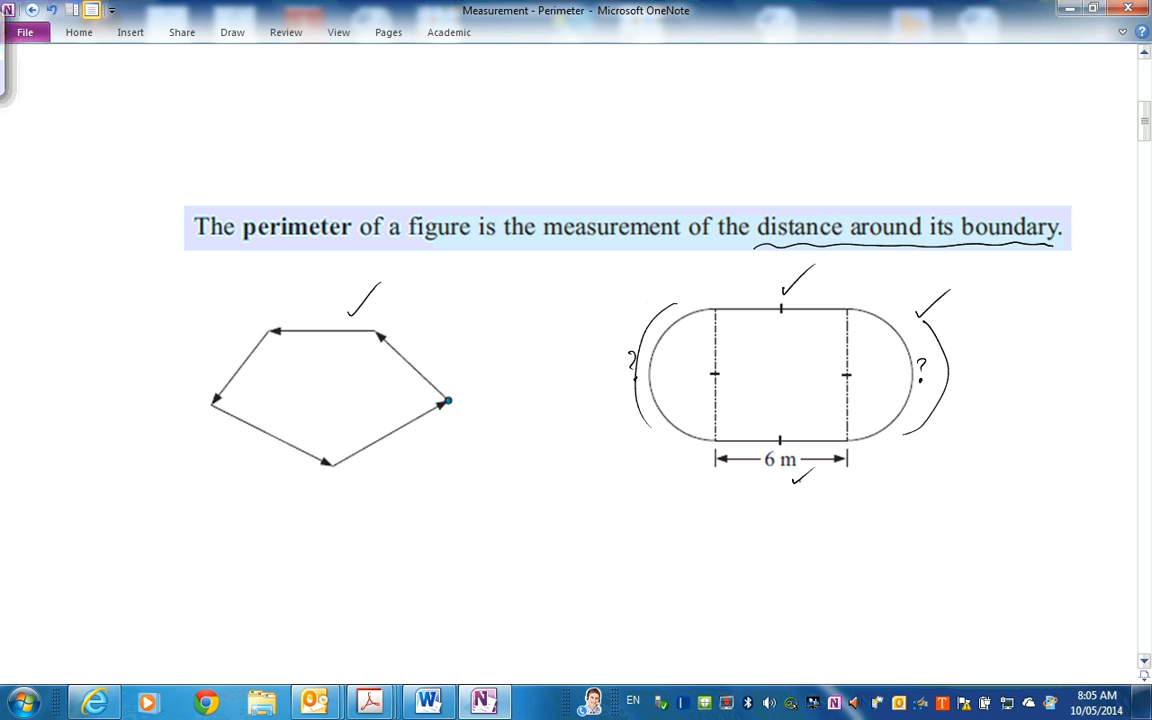 Measurement - Perimeter - Microsoft OneNote
File Home Insert Share Draw Review View Pages Academic
The perimeter of a figure is the measurement of the distance around its boundary.
? ?
6 m
EN 8:05 AM
10/05/2014